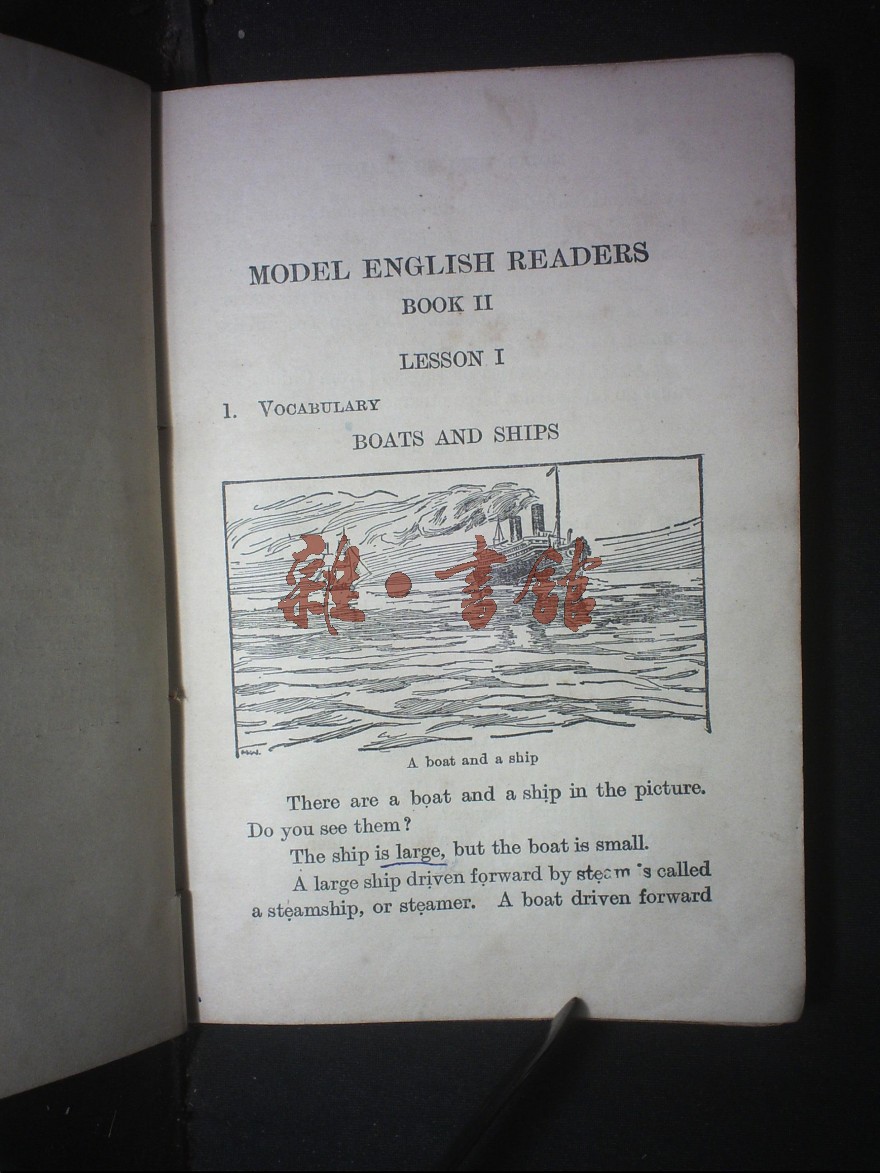 MODEL ENGLISH READERS
BOOK II
LESSON I
1. VOCABULARY
BOATS AND SHIPS
雜·書館
A boat and a ship
There are a boat and a ship in the picture.
Do you see them?
The ship is large, but the boat is small.
A large ship driven forward by steam is called
a steamship, or steamer. A boat driven forward